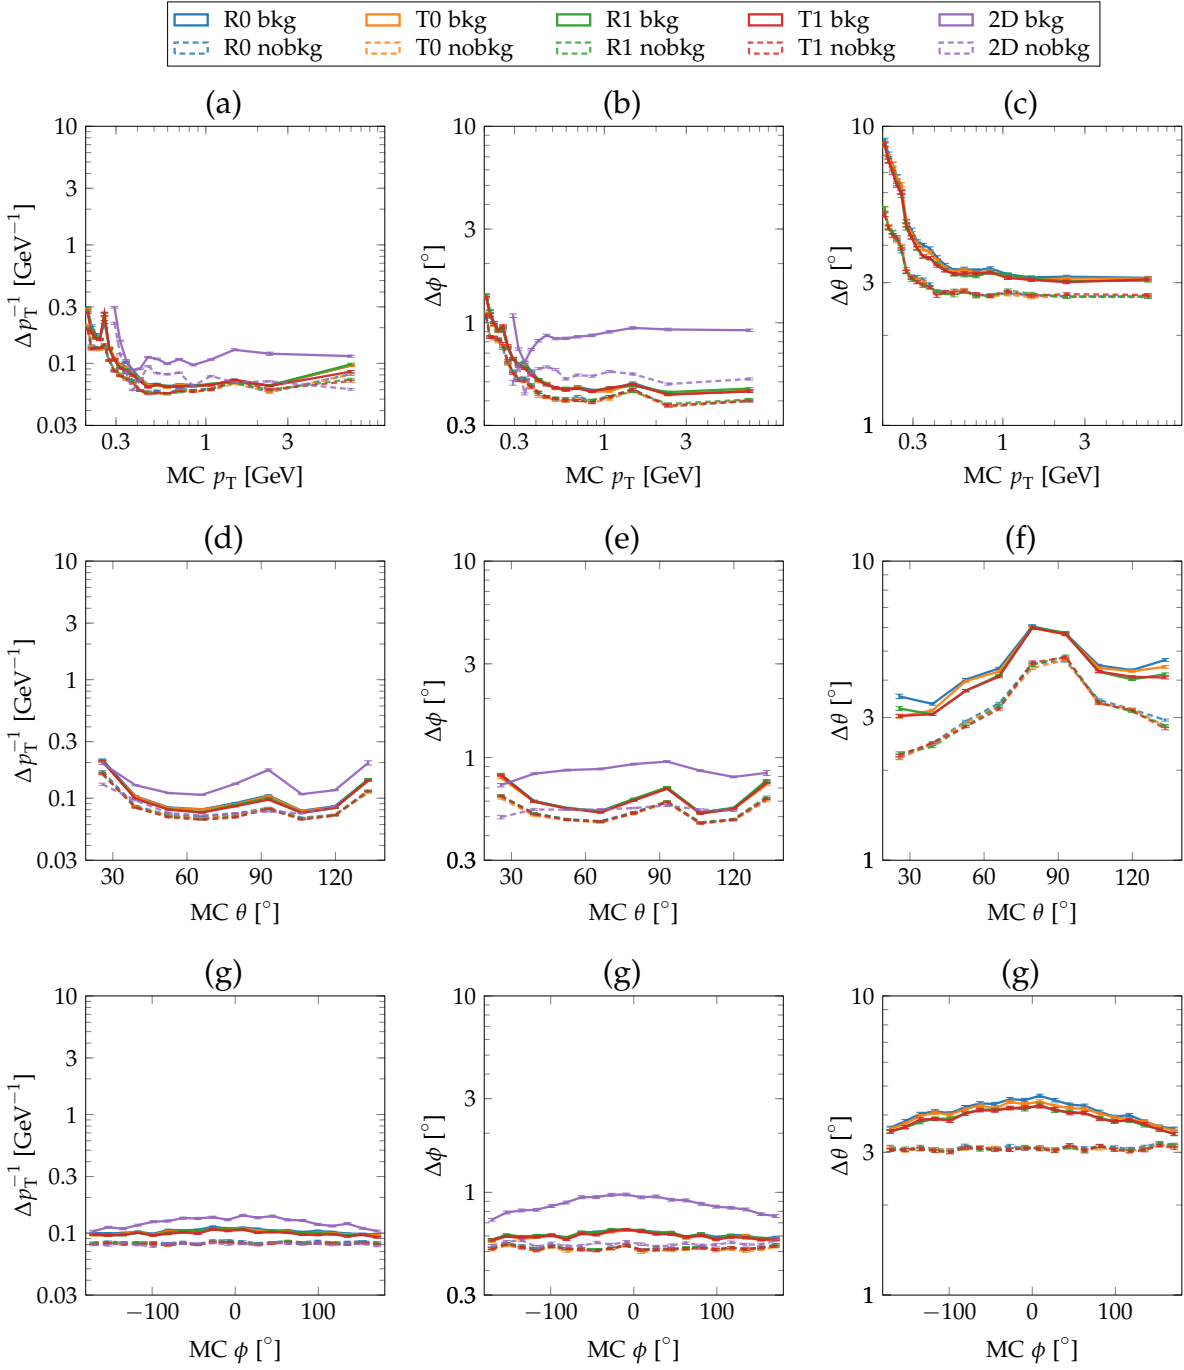 R0 bkg T0 bkg R1 bkg T1 bkg 2D bkg
R0 nobkg T0 nobkg R1 nobkg T1 nobkg 2D nobkg
(a) (b) (c)
10 10 10
3 3
1 1 3
0.3
0.1
0.03 0.3 1
Δp_T^{-1} [GeV^{-1}] Δϕ [°] Δθ [°]
0.3 1 3 0.3 1 3 0.3 1 3
MC p_T [GeV] MC p_T [GeV] MC p_T [GeV]
(d) (e) (f)
10 10 10
3 3
1 1 3
0.3
0.1
0.03 0.3 1
Δp_T^{-1} [GeV^{-1}] Δϕ [°] Δθ [°]
30 60 90 120 30 60 90 120 30 60 90 120
MC θ [°] MC θ [°] MC θ [°]
(g) (g) (g)
10 10 10
3 3
1 1 3
0.3
0.1
0.03 0.3 1
Δp_T^{-1} [GeV^{-1}] Δϕ [°] Δθ [°]
−100 0 100 −100 0 100 −100 0 100
MC ϕ [°] MC ϕ [°] MC ϕ [°]